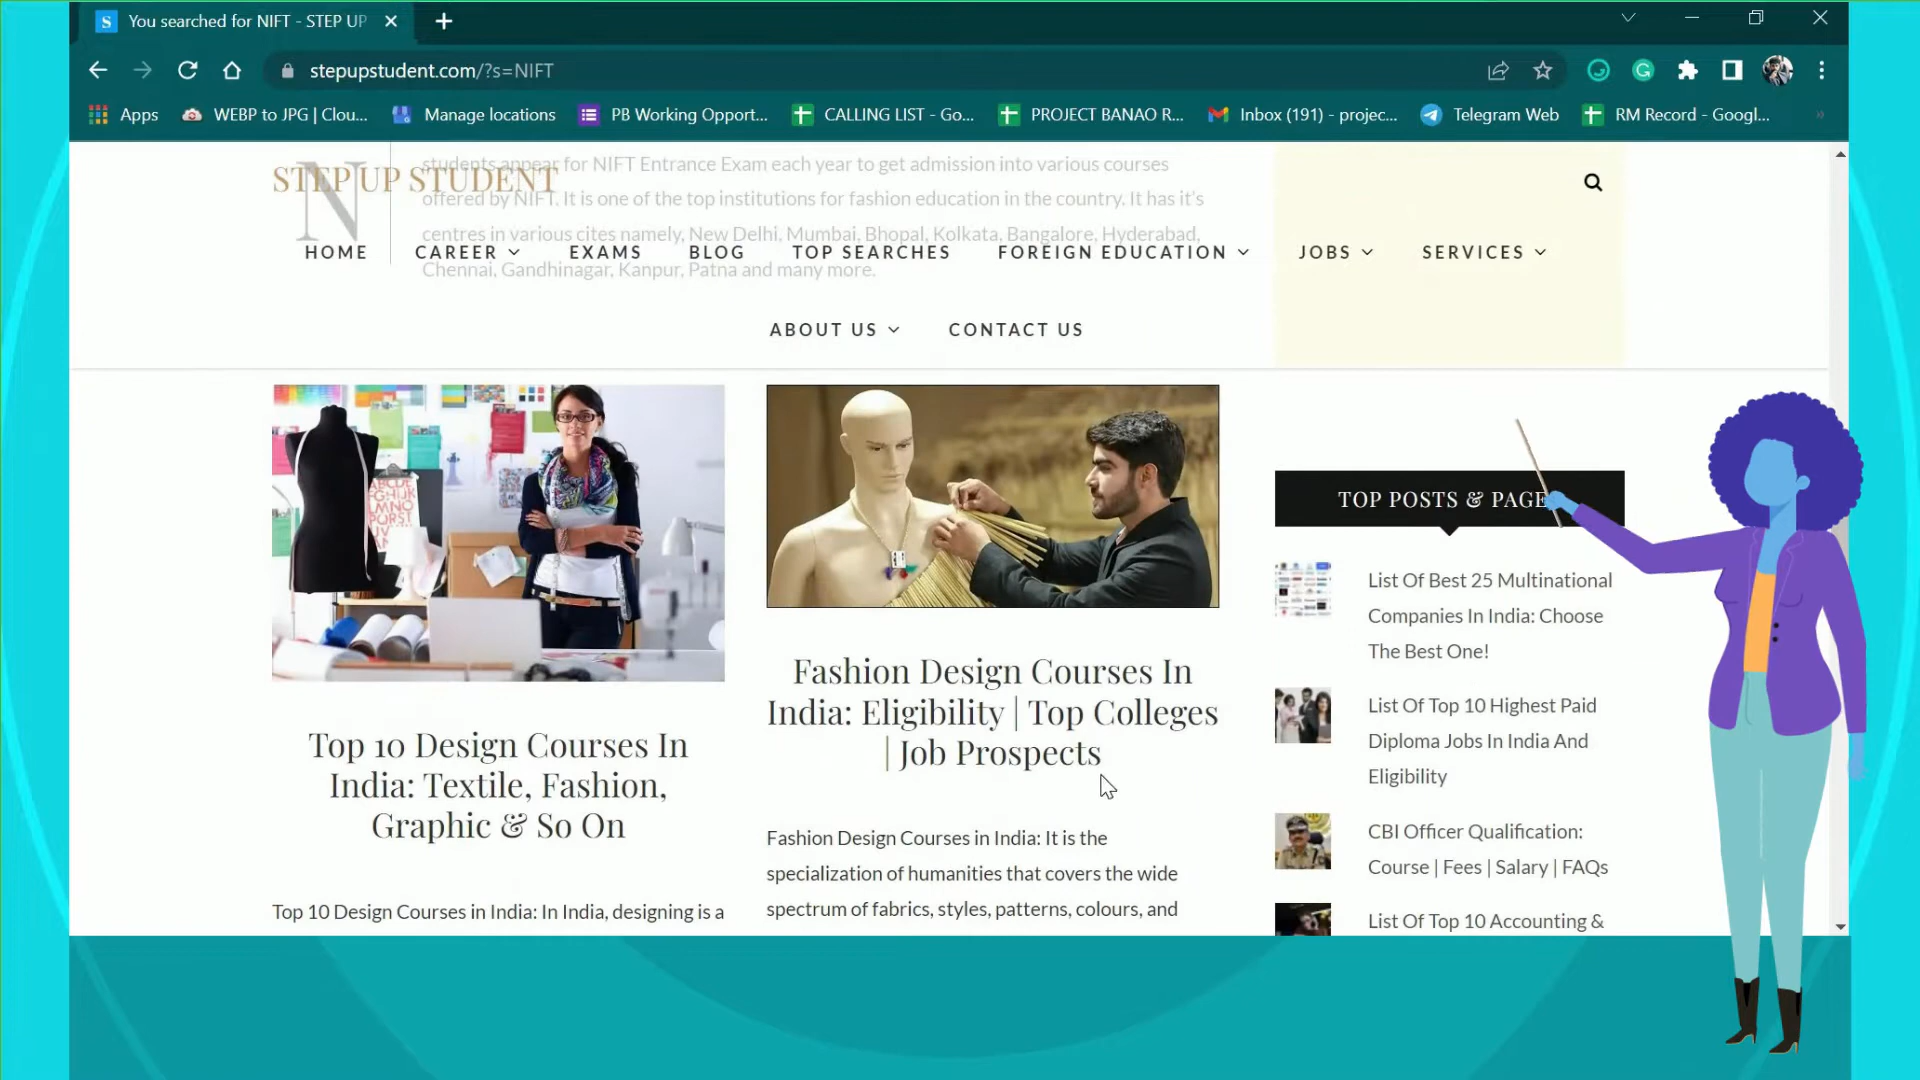 S
You searched for NIFT - STEP UP
stepupstudent.com/?s=NIFT
Apps
WEBP to JPG | Clou...
Manage locations
PB Working Opport...
CALLING LIST - Go...
PROJECT BANAO R...
Inbox (191) - projec...
Telegram Web
RM Record - Googl...
STEP UP STUDENT
N
students appear for NIFT Entrance Exam each year to get admission into various courses
offered by NIFT. It is one of the top institutions for fashion education in the country. It has it's
centres in various cites namely, New Delhi, Mumbai, Bhopal, Kolkata, Bangalore, Hyderabad,
Chennai, Gandhinagar, Kanpur, Patna and many more.
HOME
CAREER
EXAMS
BLOG
TOP SEARCHES
FOREIGN EDUCATION
JOBS
SERVICES
ABOUT US
CONTACT US
ABCDE
FGHIJK
LMNO
PQRS
Top 10 Design Courses In
India: Textile, Fashion,
Graphic & So On
Top 10 Design Courses in India: In India, designing is a
Fashion Design Courses In
India: Eligibility | Top Colleges
| Job Prospects
Fashion Design Courses in India: It is the
specialization of humanities that covers the wide
spectrum of fabrics, styles, patterns, colours, and
TOP POSTS & PAGE
List Of Best 25 Multinational
Companies In India: Choose
The Best One!
List Of Top 10 Highest Paid
Diploma Jobs In India And
Eligibility
CBI Officer Qualification:
Course | Fees | Salary | FAQs
List Of Top 10 Accounting &